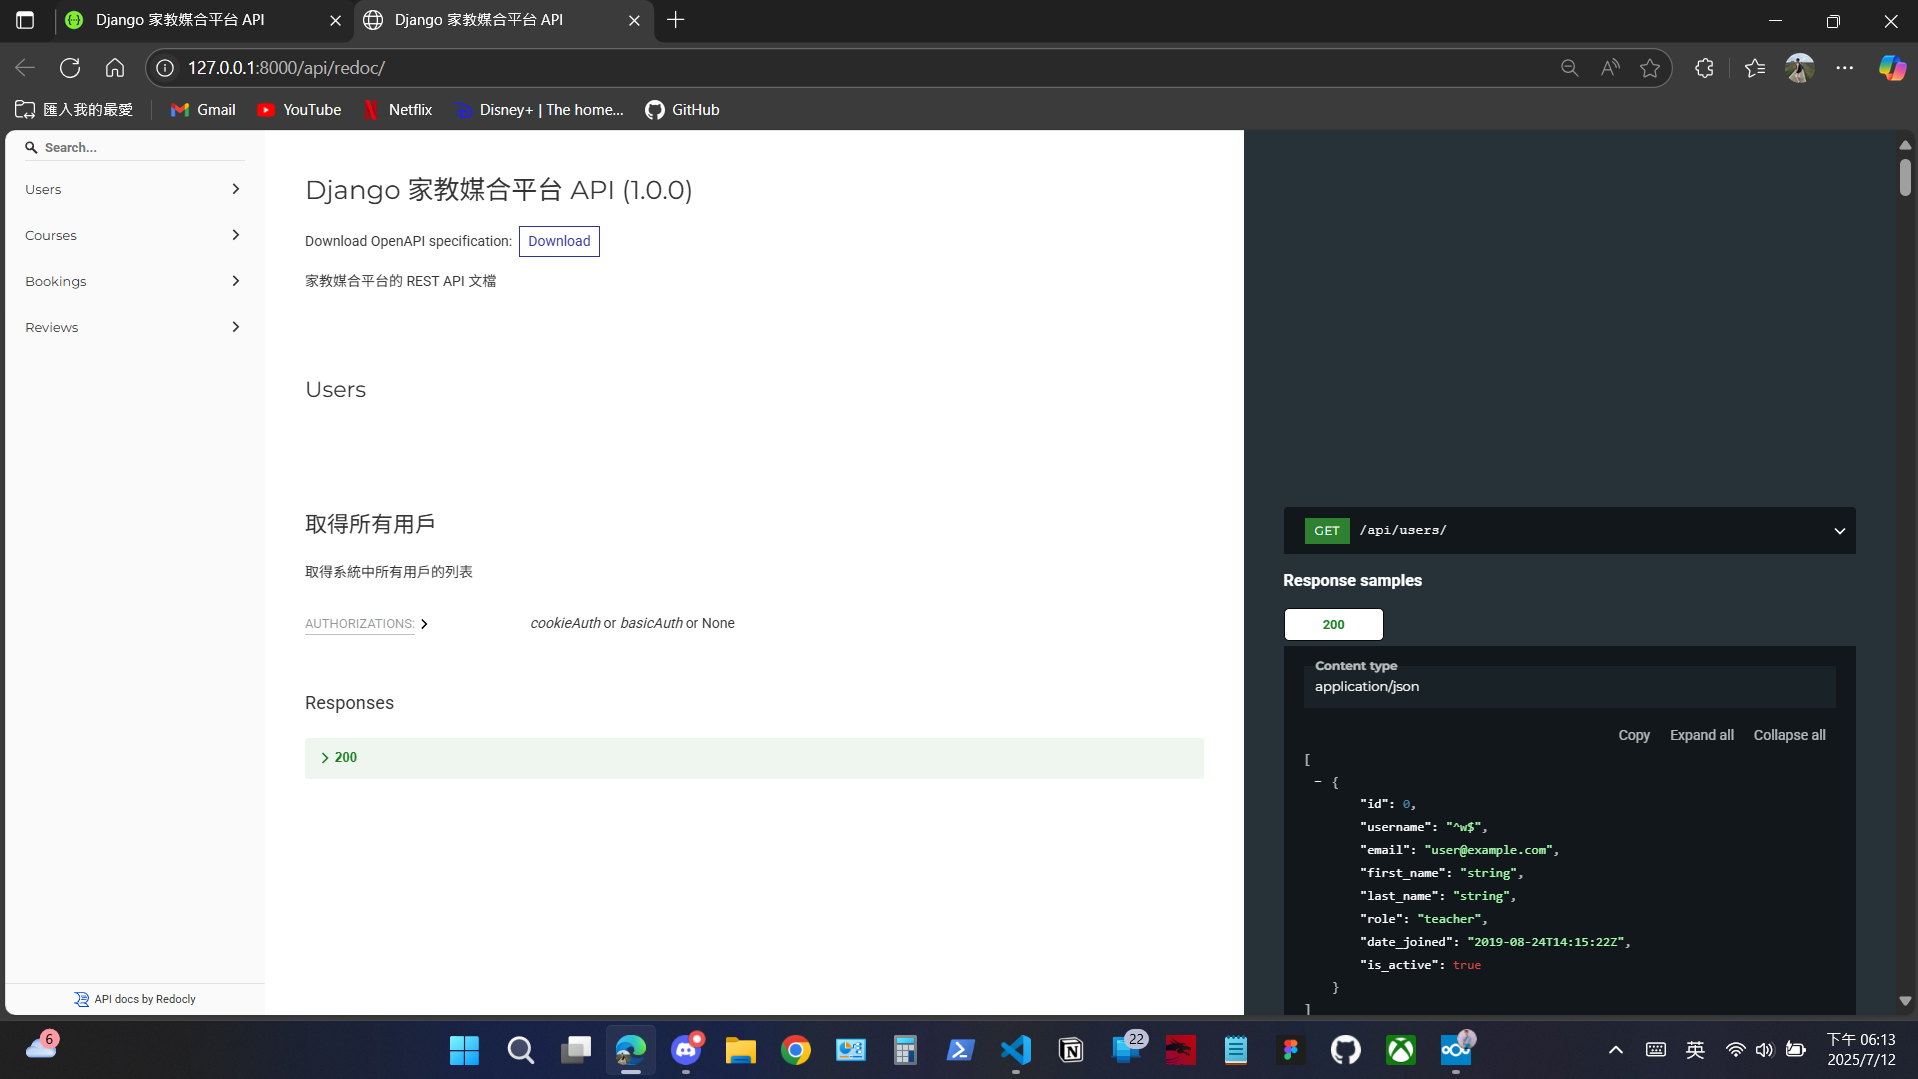 Django 家教媒合平台 API
Django 家教媒合平台 API
127.0.0.1:8000/api/redoc/
匯入我的最愛
Gmail
YouTube
Netflix
Disney+ | The home...
GitHub
Search...
Users
Courses
Bookings
Reviews
API docs by Redocly
Django 家教媒合平台 API (1.0.0)
Download OpenAPI specification: Download
家教媒合平台的 REST API 文檔
Users
取得所有用戶
取得系統中所有用戶的列表
AUTHORIZATIONS: cookieAuth or basicAuth or None
Responses
200
GET /api/users/
Response samples
200
Content type
application/json
Copy Expand all Collapse all
[
- {
"id": 0,
"username": "^w$",
"email": "user@example.com",
"first_name": "string",
"last_name": "string",
"role": "teacher",
"date_joined": "2019-08-24T14:15:22Z",
"is_active": true
}
]
6
22
英
下午 06:13
2025/7/12